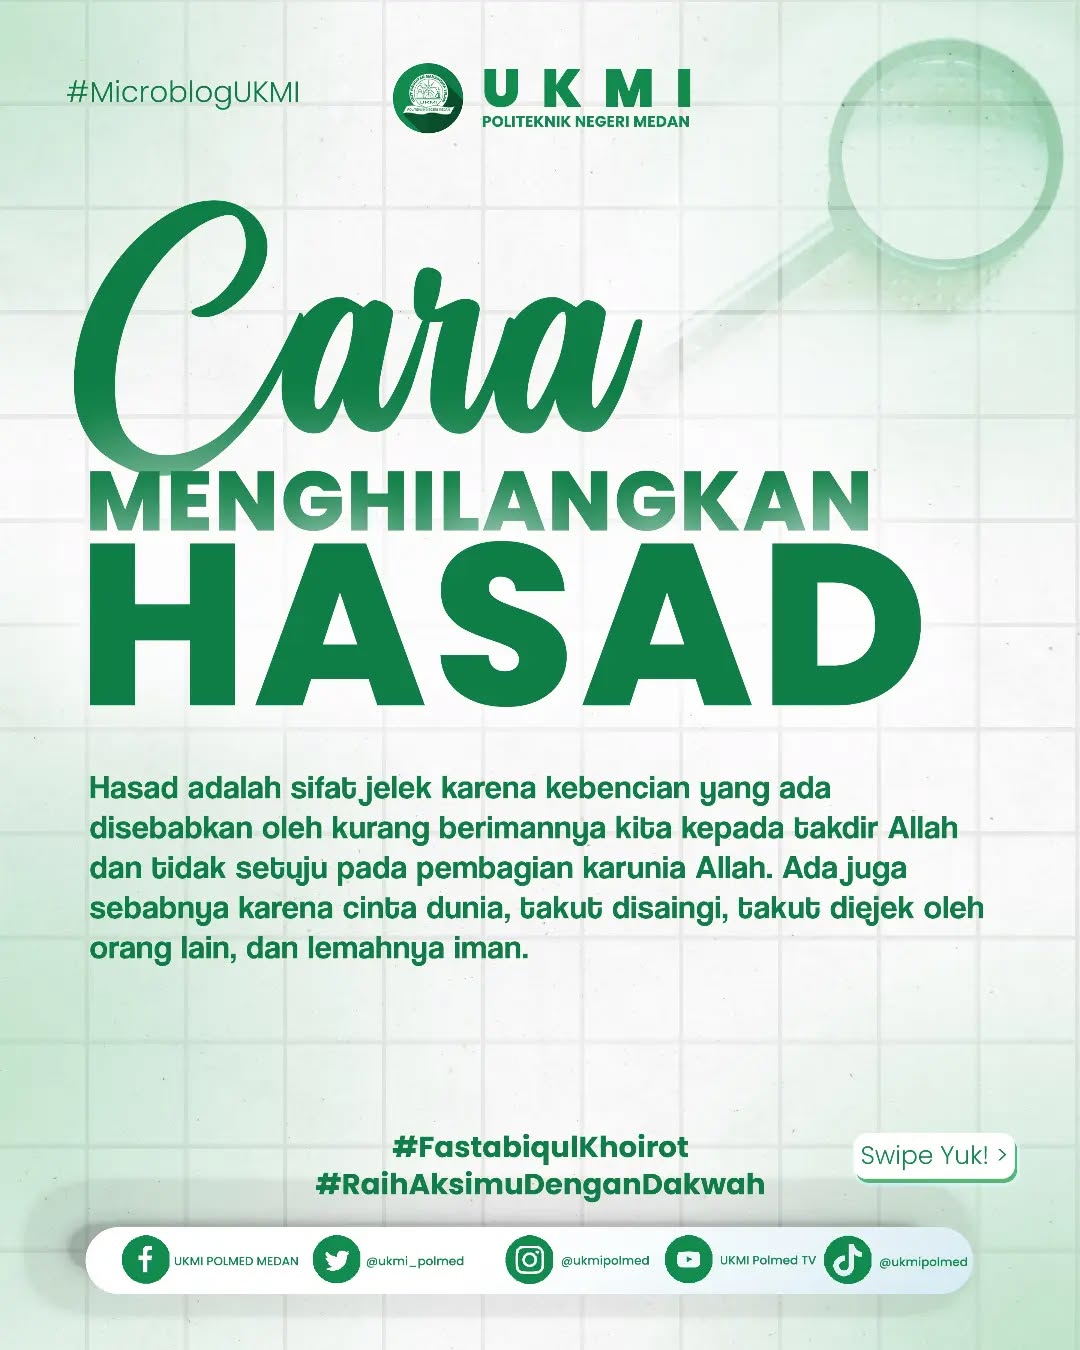 #MicroblogUKMI
UKMI
POLITEKNIK NEGERI MEDAN
Cara
MENGHILANGKAN
HASAD
Hasad adalah sifat jelek karena kebencian yang ada
disebabkan oleh kurang berimannya kita kepada takdir Allah
dan tidak setuju pada pembagian karunia Allah. Ada juga
sebabnya karena cinta dunia, takut disaingi, takut diejek oleh
orang lain, dan lemahnya iman.
#FastabiqulKhoirot
#RaihAksimuDenganDakwah
Swipe Yuk! >
UKMI POLMED MEDAN
@ukmi_polmed
@ukmipolmed
UKMI Polmed TV
@ukmipolmed